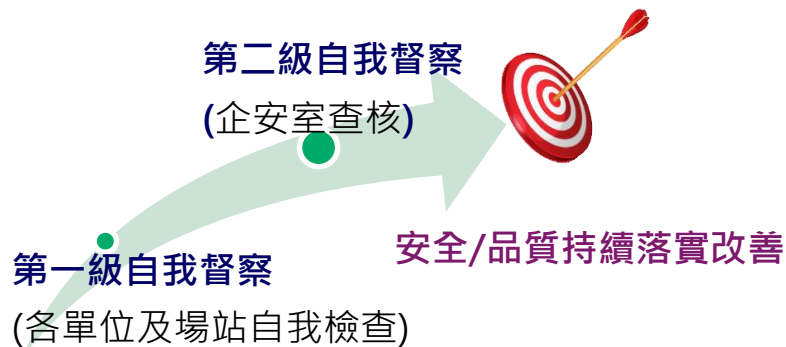 第二級自我督察
(企安室查核)
安全/品質持續落實改善
第一級自我督察
(各單位及場站自我檢查)